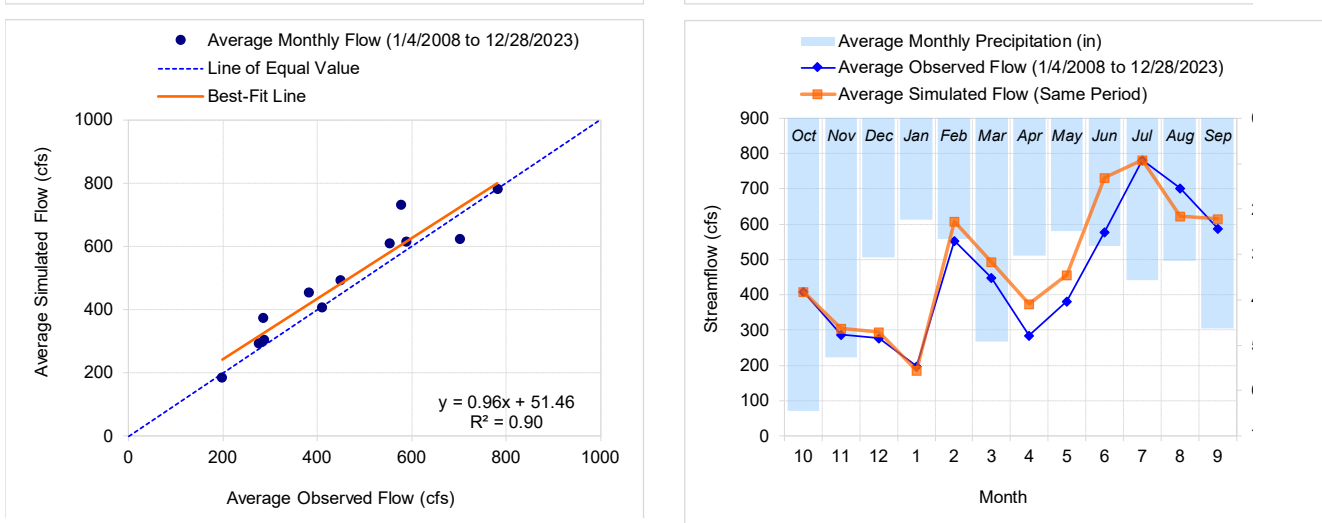 Average Monthly Flow (1/4/2008 to 12/28/2023)
Line of Equal Value
Best-Fit Line
1000
800
600
400
200
0
0 200 400 600 800 1000
Average Simulated Flow (cfs)
y = 0.96x + 51.46
R² = 0.90
Average Observed Flow (cfs)
Average Monthly Precipitation (in)
Average Observed Flow (1/4/2008 to 12/28/2023)
Average Simulated Flow (Same Period)
Oct Nov Dec Jan Feb Mar Apr May Jun Jul Aug Sep
900
800
700
600
500
400
300
200
100
0
Streamflow (cfs)
10 11 12 1 2 3 4 5 6 7 8 9
Month